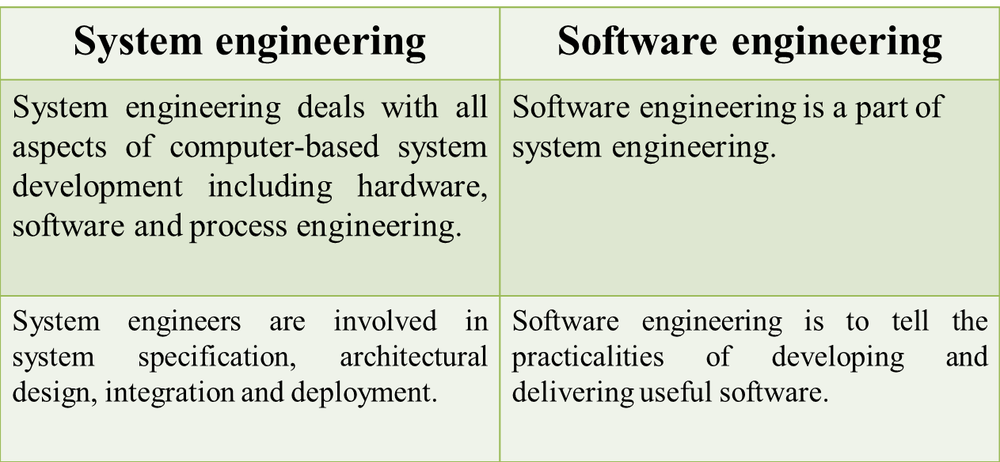 System engineering
Software engineering
System engineering deals with all
aspects of computer-based system
development including hardware,
software and process engineering.
Software engineering is a part of
system engineering.
System engineers are involved in
system specification, architectural
design, integration and deployment.
Software engineering is to tell the
practicalities of developing and
delivering useful software.